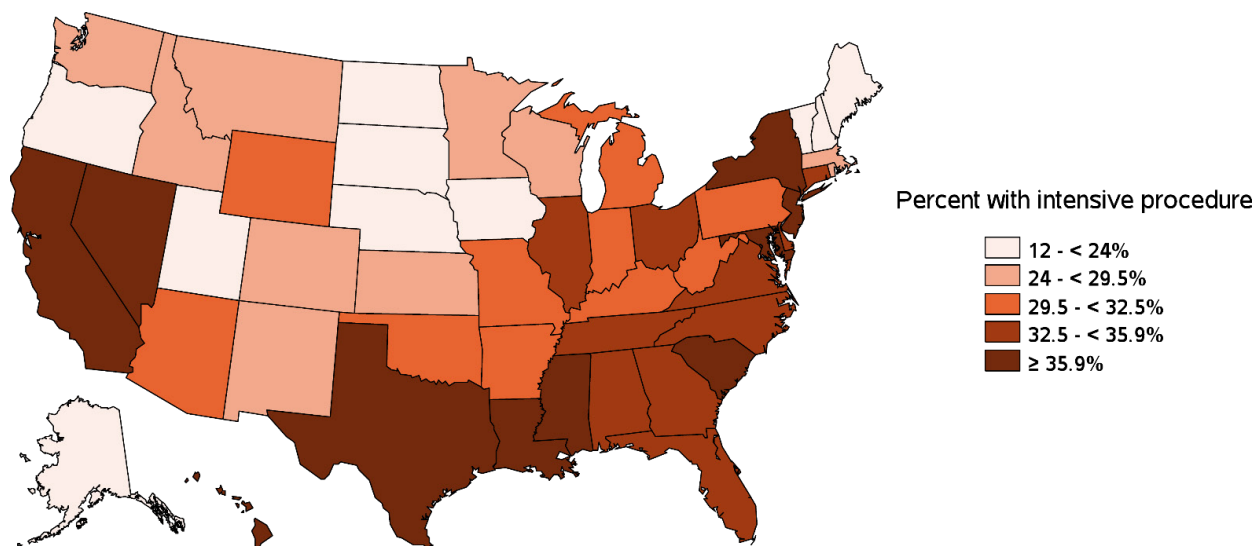 Percent with intensive procedure
12 - < 24%
24 - < 29.5%
29.5 - < 32.5%
32.5 - < 35.9%
≥ 35.9%